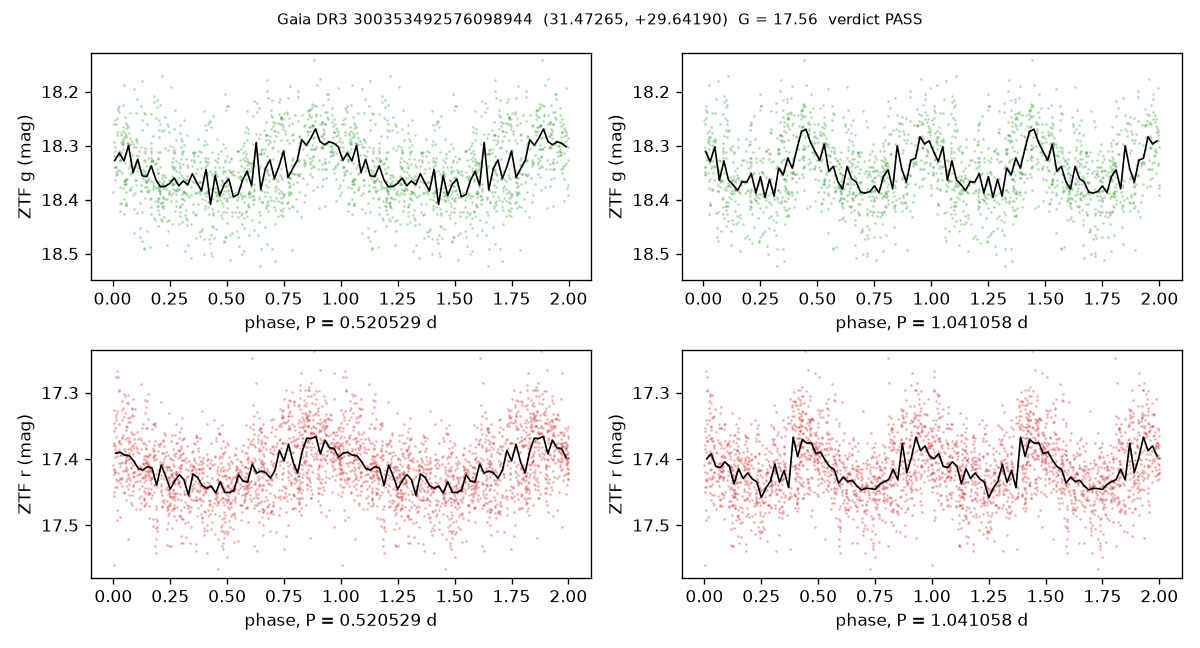 Gaia DR3 300353492576098944 (31.47265, +29.64190) G = 17.56 verdict PASS
ZTF g (mag)
18.2
18.3
18.4
18.5
0.00 0.25 0.50 0.75 1.00 1.25 1.50 1.75 2.00
phase, P = 0.520529 d
ZTF g (mag)
18.2
18.3
18.4
18.5
0.00 0.25 0.50 0.75 1.00 1.25 1.50 1.75 2.00
phase, P = 1.041058 d
ZTF r (mag)
17.3
17.4
17.5
0.00 0.25 0.50 0.75 1.00 1.25 1.50 1.75 2.00
phase, P = 0.520529 d
ZTF r (mag)
17.3
17.4
17.5
0.00 0.25 0.50 0.75 1.00 1.25 1.50 1.75 2.00
phase, P = 1.041058 d